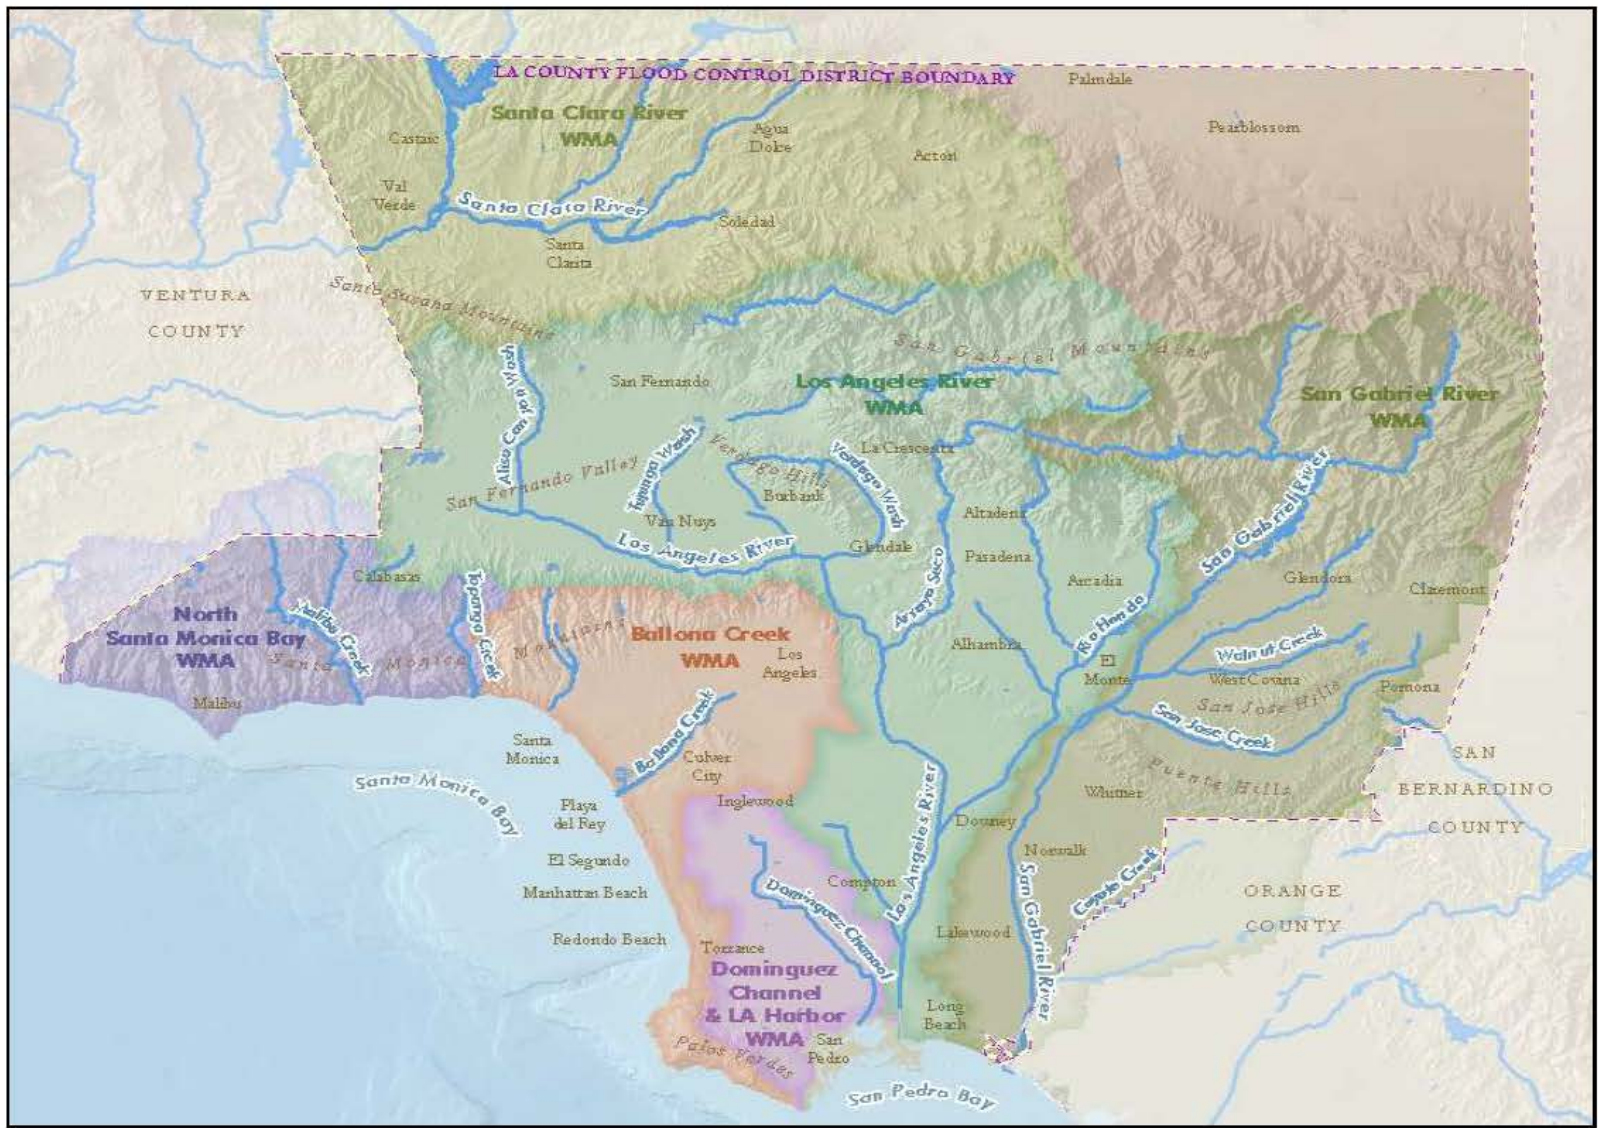 LA COUNTY FLOOD CONTROL DISTRICT BOUNDARY
Palmdale
Santa Clara River
WMA
Pearblossom
Castaic
Agua
Dolce
Acton
Val
Verde
Santa Clara River
Soledad
Santa
Clarita
VENTURA
COUNTY
Santa Susana Mountains
San Gabriel Mountains
Aliso Canyon Wash
San Fernando
Los Angeles River
WMA
San Gabriel River
WMA
La Crescenta
Tujunga Wash
Verdugo Hills
Verdugo Wash
San Fernando Valley
Burbank
San Gabriel River
Van Nuys
Altadena
Los Angeles River
Glendale
Pasadena
Arroyo Seco
Arcadia
Glendora
Claremont
Calabasas
Topanga Creek
North
Santa Monica Bay
WMA
Malibu Creek
Santa Monica Mountains
Ballona Creek
WMA
Los
Angeles
Rio Hondo
Alhambra
El
Monte
Walnut Creek
West Covina
San Jose Hills
Pomona
Malibu
San Jose Creek
Ballona Creek
Santa
Monica
Culver
City
SAN
BERNARDINO
COUNTY
Puente Hills
Santa Monica Bay
Inglewood
Whittier
Playa
del Rey
Los Angeles River
Downey
Norwalk
El Segundo
Compton
Coyote Creek
Manhattan Beach
Dominguez Channel
San Gabriel River
ORANGE
COUNTY
Redondo Beach
Torrance
Lakewood
Dominguez
Channel
& LA Harbor
WMA
Long
Beach
San
Pedro
Palos Verdes
San Pedro Bay